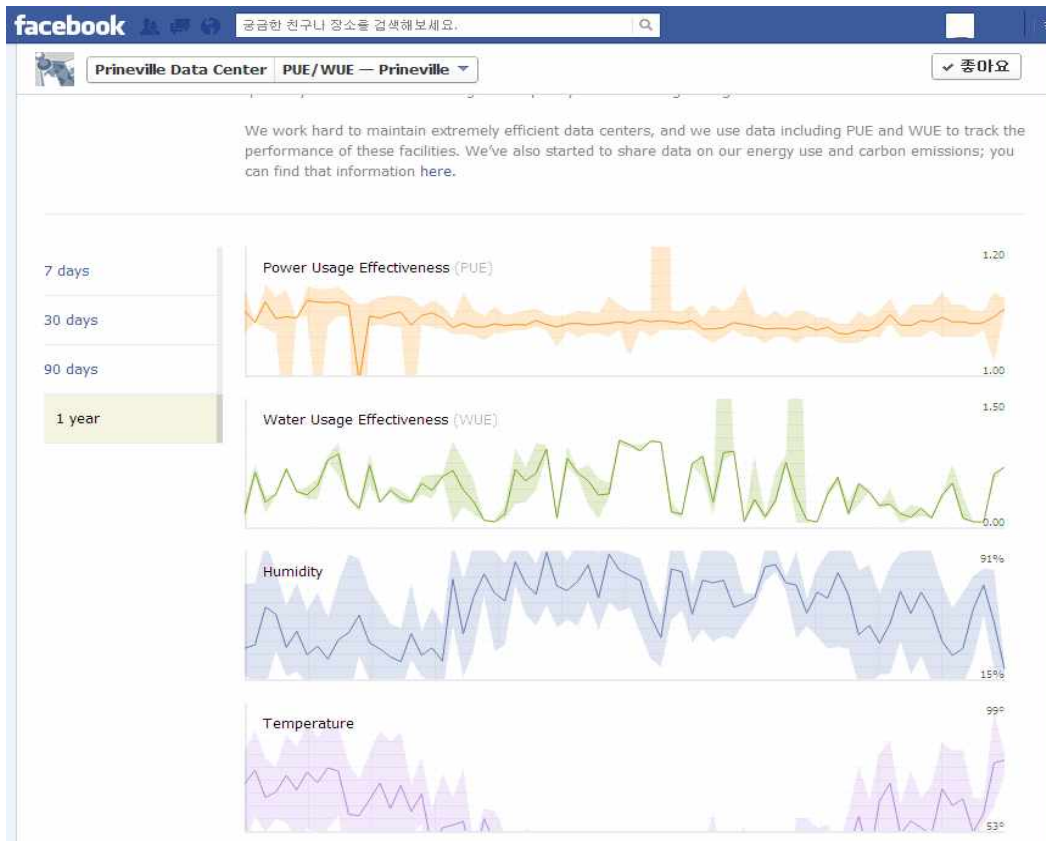 facebook
궁금한 친구나 장소를 검색해보세요.
Prineville Data Center PUE/WUE — Prineville
좋아요
We work hard to maintain extremely efficient data centers, and we use data including PUE and WUE to track the
performance of these facilities. We've also started to share data on our energy use and carbon emissions; you
can find that information here.
7 days
30 days
90 days
1 year
Power Usage Effectiveness (PUE)
1.20
1.00
Water Usage Effectiveness (WUE)
1.50
0.00
Humidity
91%
15%
Temperature
99º
53º